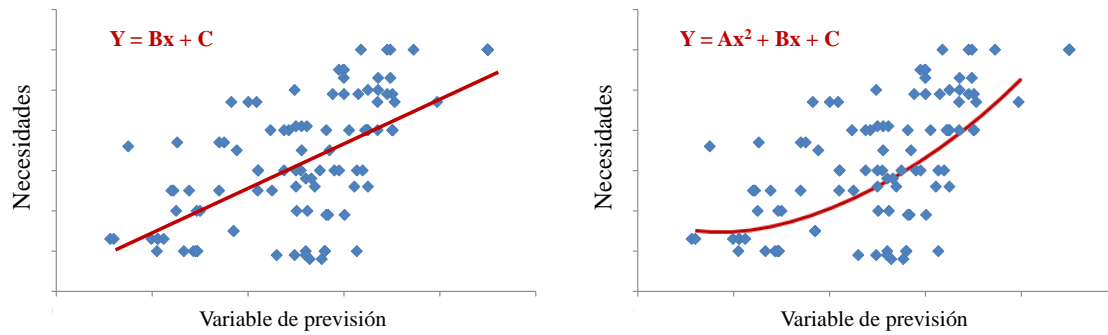 Y = Bx + C
Necesidades
Variable de previsión
Y = Ax² + Bx + C
Necesidades
Variable de previsión